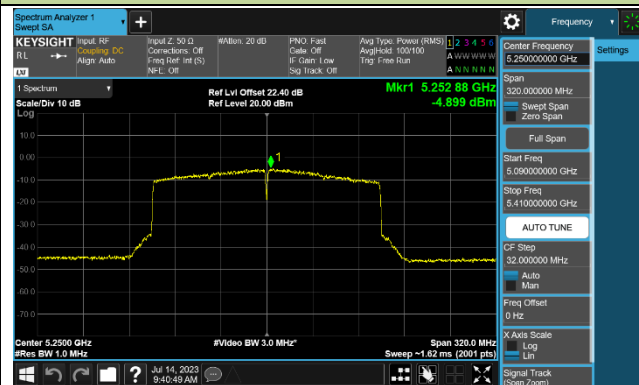 Spectrum Analyzer 1
Swept SA
Frequency
KEYSIGHT
Input: RF
Coupling: DC
Align: Auto
Input Z: 50 Ω
Corrections: Off
Freq Ref: Int (S)
NFE: Off
#Atten: 20 dB
PNO: Fast
Gate: Off
IF Gain: Low
Sig Track: Off
Avg Type: Power (RMS)
Avg|Hold: 100/100
Trig: Free Run
1 2 3 4 5 6
A W W W W W
A N N N N N
RL
LXI
1 Spectrum
Scale/Div 10 dB
Log
Ref Lvl Offset 22.40 dB
Ref Level 20.00 dBm
Mkr1 5.252 88 GHz
-4.899 dBm
10.0
0.00
-10.0
-20.0
-30.0
-40.0
-50.0
-60.0
-70.0
1
Center 5.2500 GHz
#Res BW 1.0 MHz
#Video BW 3.0 MHz*
Span 320.0 MHz
Sweep ~1.62 ms (2001 pts)
Center Frequency
5.250000000 GHz
Settings
Span
320.000000 MHz
Swept Span
Zero Span
Full Span
Start Freq
5.090000000 GHz
Stop Freq
5.410000000 GHz
AUTO TUNE
CF Step
32.000000 MHz
Auto
Man
Freq Offset
0 Hz
X Axis Scale
Log
Lin
Signal Track
(Span Zoom)
Jul 14, 2023
9:40:49 AM